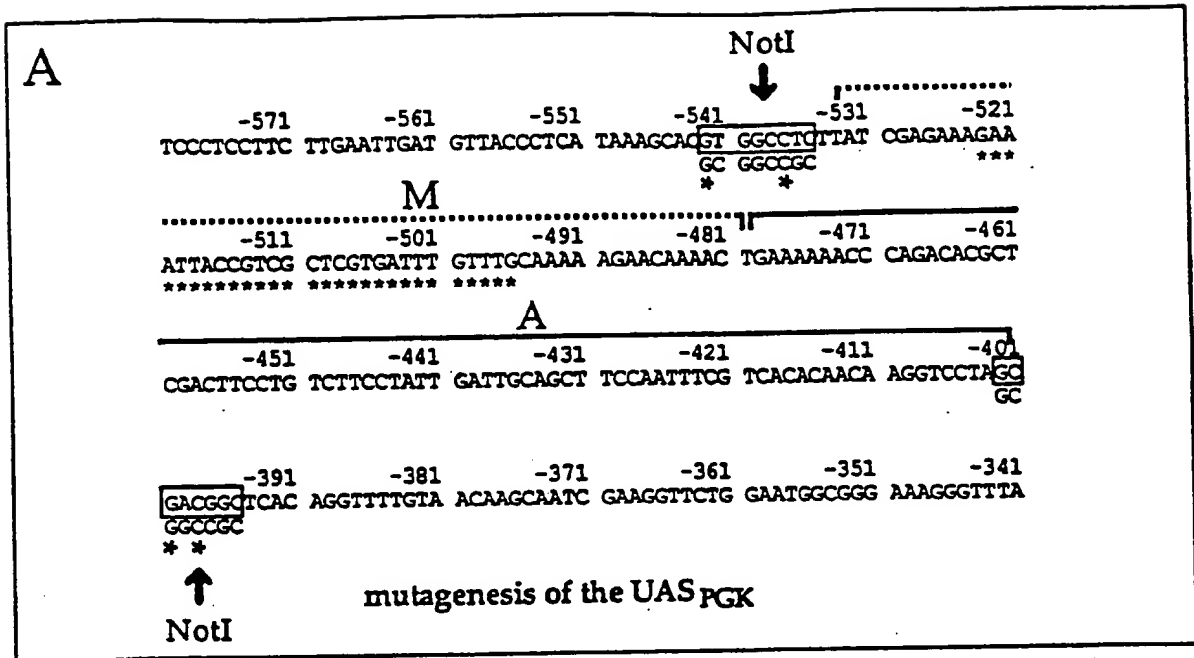 A
NotI
-571 -561 -551 -541 -531 -521
TCCCTCCTTC TTGAATTGAT GTTACCCTCA TAAAGCACGT GGCCTCTTAT CGAGAAAGAA
GC GGCCGC
* * ***
M
-511 -501 -491 -481 -471 -461
ATTACCGTCG CTCGTGATTT GTTTGCAAAA AGAACAAAAC TGAAAAAACC CAGACACGCT
********** ********** *****
A
-451 -441 -431 -421 -411 -401
CGACTTCCTG TCTTCCTATT GATTGCAGCT TCCAATTTCG TCACACAACA AGGTCCTAGC
GC
-391 -381 -371 -361 -351 -341
GACGGCTCAC AGGTTTTGTA ACAAGCAATC GAAGGTTCTG GAATGGCGGG AAAGGGTTTA
GGCCGC
* *
mutagenesis of the UAS PGK
NotI